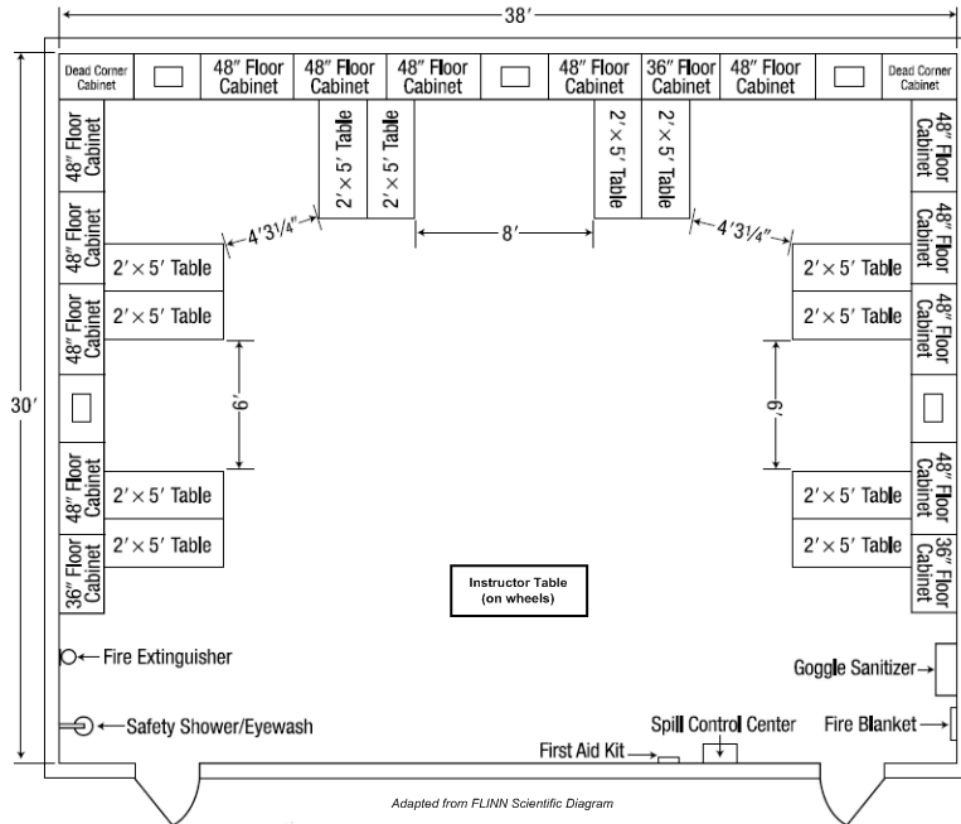 38′
Dead Corner
Cabinet
48″ Floor
Cabinet
48″ Floor
Cabinet
48″ Floor
Cabinet
48″ Floor
Cabinet
36″ Floor
Cabinet
48″ Floor
Cabinet
Dead Corner
Cabinet
48″ Floor
Cabinet
2′ × 5′ Table
2′ × 5′ Table
2′ × 5′ Table
2′ × 5′ Table
48″ Floor
Cabinet
48″ Floor
Cabinet
4′3¼″
8′
4′3¼″
48″ Floor
Cabinet
2′ × 5′ Table
2′ × 5′ Table
48″ Floor
Cabinet
2′ × 5′ Table
2′ × 5′ Table
48″ Floor
Cabinet
30′
6′
6′
48″ Floor
Cabinet
2′ × 5′ Table
2′ × 5′ Table
48″ Floor
Cabinet
36″ Floor
Cabinet
2′ × 5′ Table
2′ × 5′ Table
36″ Floor
Cabinet
Instructor Table
(on wheels)
Fire Extinguisher
Goggle Sanitizer
Safety Shower/Eyewash
Spill Control Center
Fire Blanket
First Aid Kit
Adapted from FLINN Scientific Diagram